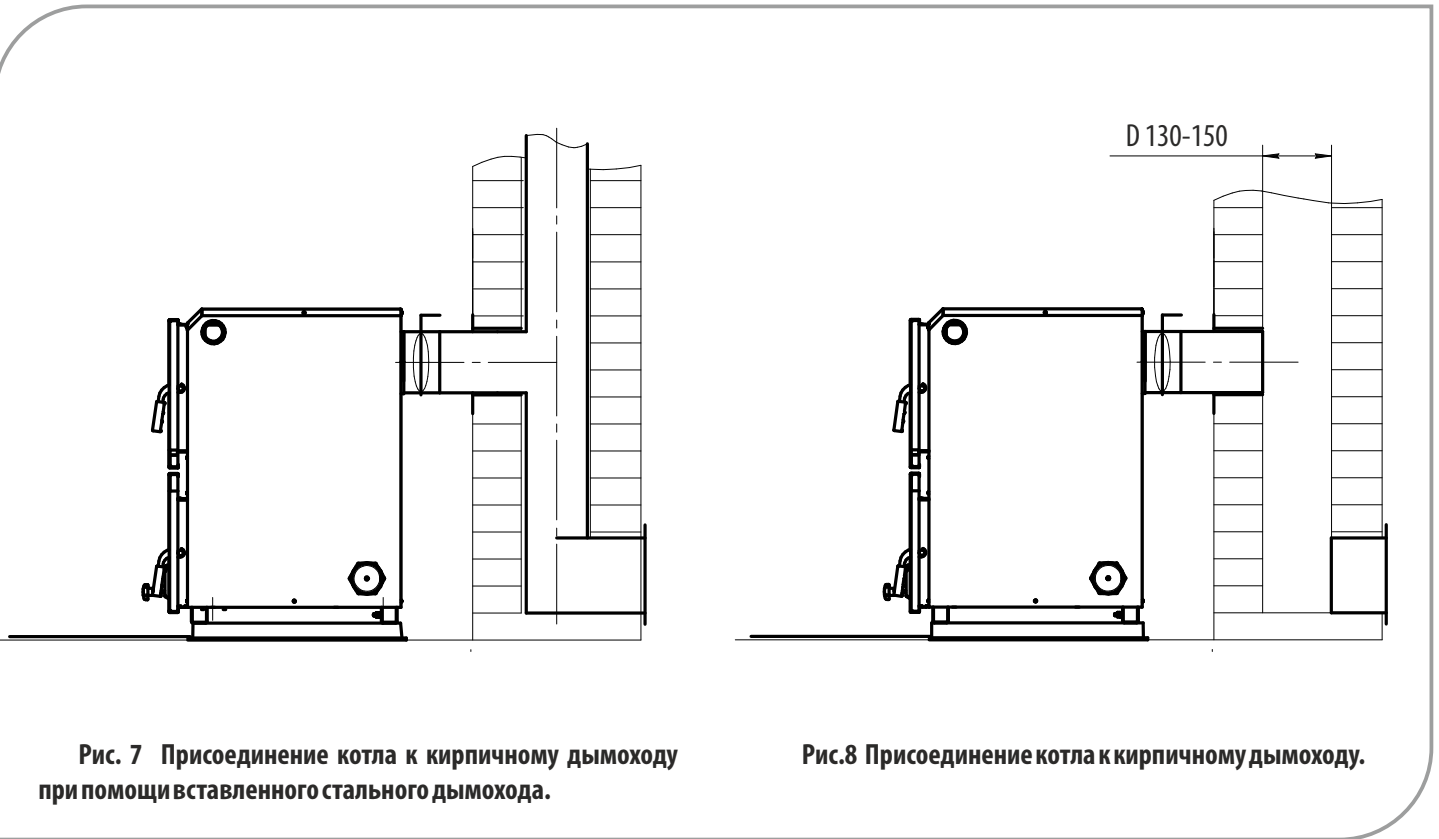 D 130-150
Рис. 7 Присоединение котла к кирпичному дымоходу
при помощи вставленного стального дымохода.
Рис.8 Присоединение котла к кирпичному дымоходу.